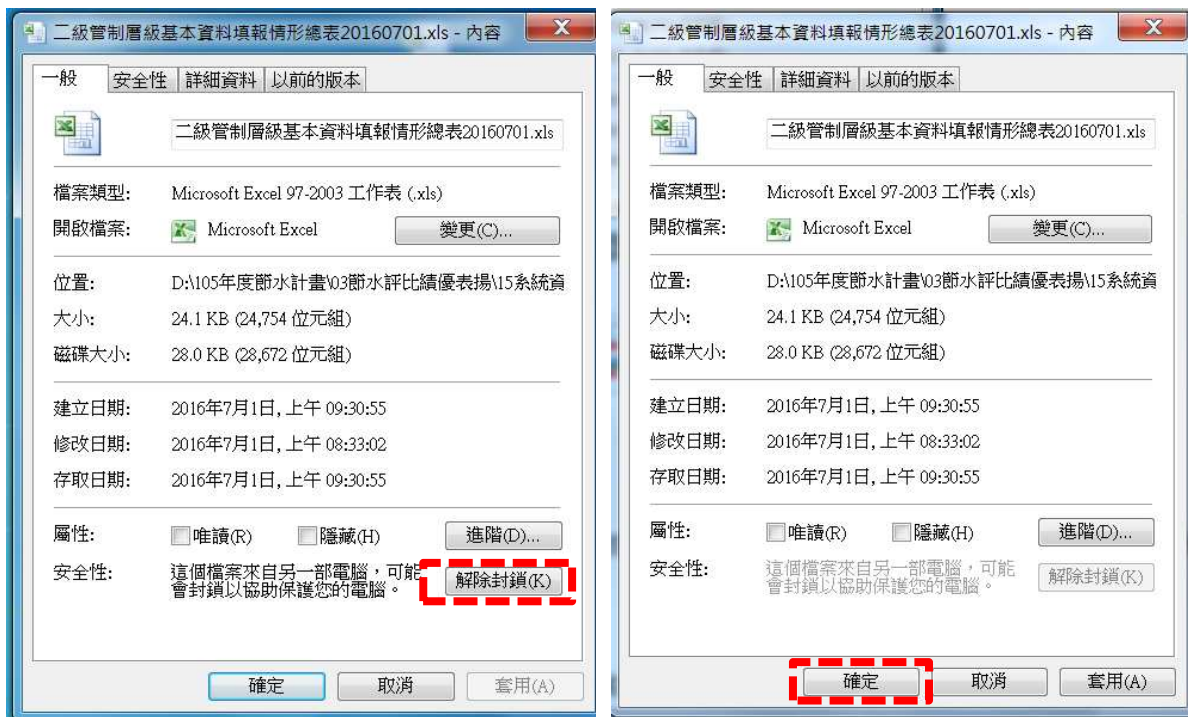 二級管制層級基本資料填報情形總表20160701.xls - 內容
一般 安全性 詳細資料 以前的版本
二級管制層級基本資料填報情形總表20160701.xls
檔案類型: Microsoft Excel 97-2003 工作表 (.xls)
開啟檔案: Microsoft Excel 變更(C)...
位置: D:\105年度節水計畫\03節水評比績優表揚\15系統資
大小: 24.1 KB (24,754 位元組)
磁碟大小: 28.0 KB (28,672 位元組)
建立日期: 2016年7月1日, 上午 09:30:55
修改日期: 2016年7月1日, 上午 08:33:02
存取日期: 2016年7月1日, 上午 09:30:55
屬性: 唯讀(R) 隱藏(H) 進階(D)...
安全性: 這個檔案來自另一部電腦，可能
會封鎖以協助保護您的電腦。 解除封鎖(K)
確定 取消 套用(A)
二級管制層級基本資料填報情形總表20160701.xls - 內容
一般 安全性 詳細資料 以前的版本
二級管制層級基本資料填報情形總表20160701.xls
檔案類型: Microsoft Excel 97-2003 工作表 (.xls)
開啟檔案: Microsoft Excel 變更(C)...
位置: D:\105年度節水計畫\03節水評比績優表揚\15系統資
大小: 24.1 KB (24,754 位元組)
磁碟大小: 28.0 KB (28,672 位元組)
建立日期: 2016年7月1日, 上午 09:30:55
修改日期: 2016年7月1日, 上午 08:33:02
存取日期: 2016年7月1日, 上午 09:30:55
屬性: 唯讀(R) 隱藏(H) 進階(D)...
安全性: 這個檔案來自另一部電腦，可能
會封鎖以協助保護您的電腦。 解除封鎖(K)
確定 取消 套用(A)